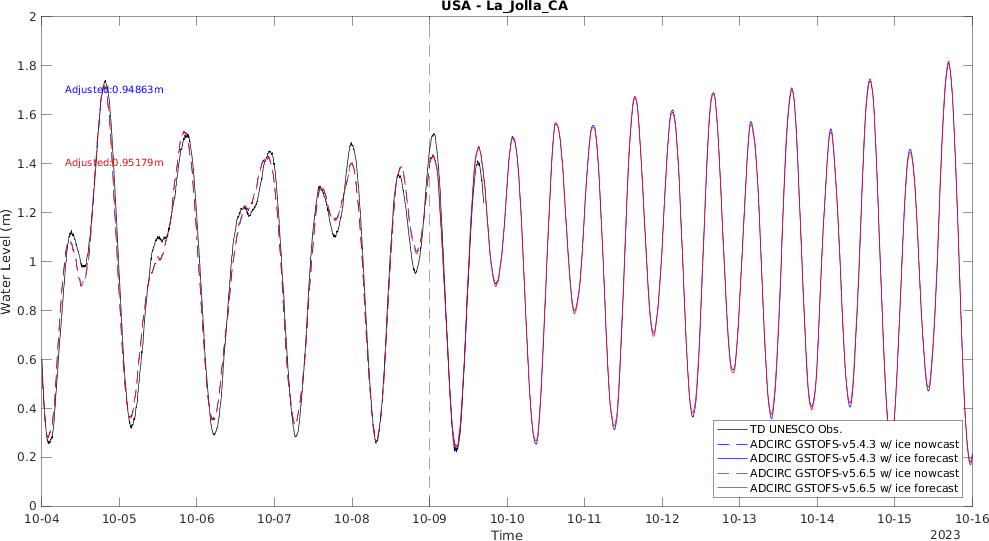 USA - La_Jolla_CA
2
1.8
1.6
1.4
1.2
1
0.8
0.6
0.4
0.2
0
Water Level (m)
Adjusted:0.94863m
Adjusted:0.95179m
TD UNESCO Obs.
ADCIRC GSTOFS-v5.4.3 w/ ice nowcast
ADCIRC GSTOFS-v5.4.3 w/ ice forecast
ADCIRC GSTOFS-v5.6.5 w/ ice nowcast
ADCIRC GSTOFS-v5.6.5 w/ ice forecast
10-04 10-05 10-06 10-07 10-08 10-09 10-10 10-11 10-12 10-13 10-14 10-15 10-16
Time
2023